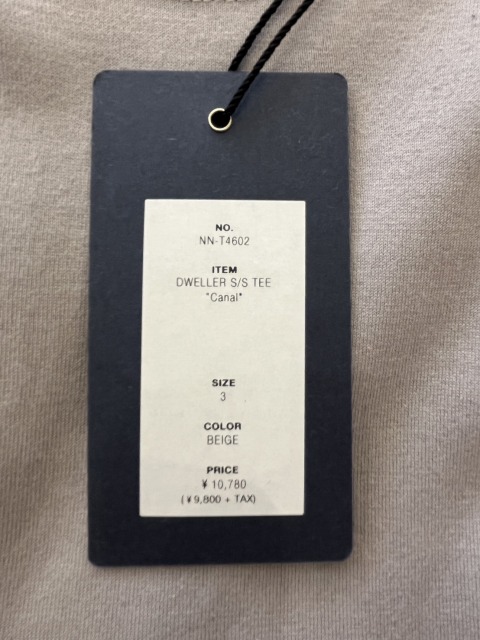 NO.
NN-T4602
ITEM
DWELLER S/S TEE
"Canal"
SIZE
3
COLOR
BEIGE
PRICE
¥ 10,780
(¥9,800 + TAX)